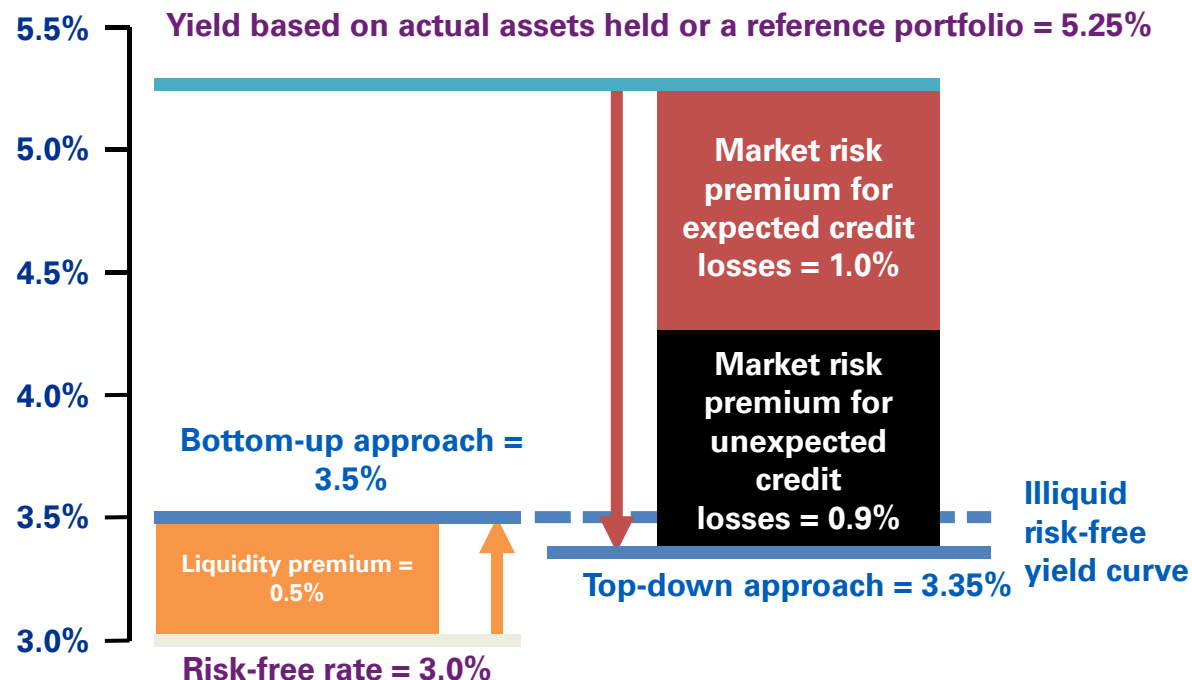 5.5%
Yield based on actual assets held or a reference portfolio = 5.25%
5.0%
4.5%
4.0%
3.5%
3.0%
Market risk
premium for
expected credit
losses = 1.0%
Market risk
premium for
unexpected
credit
losses = 0.9%
Bottom-up approach =
3.5%
Illiquid
risk-free
yield curve
Liquidity premium =
0.5%
Top-down approach = 3.35%
Risk-free rate = 3.0%